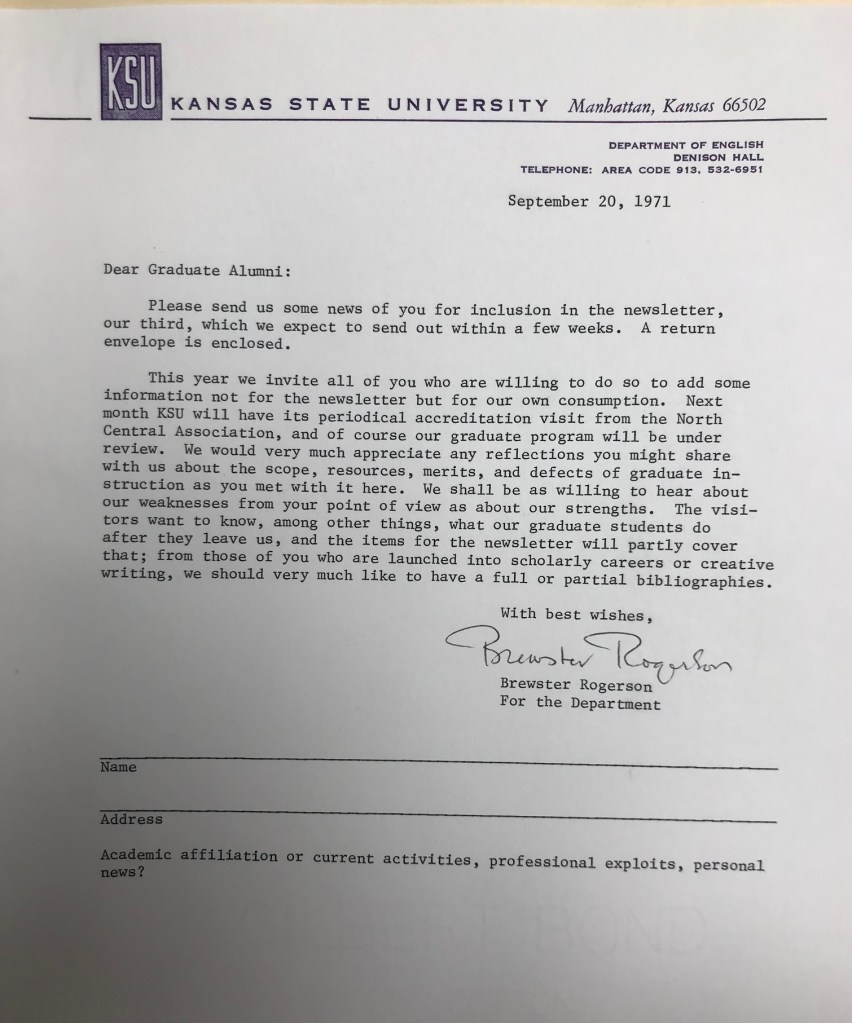 KSU
KANSAS STATE UNIVERSITY Manhattan, Kansas 66502
DEPARTMENT OF ENGLISH
DENISON HALL
TELEPHONE: AREA CODE 913, 532-6951
September 20, 1971
Dear Graduate Alumni:
Please send us some news of you for inclusion in the newsletter,
our third, which we expect to send out within a few weeks. A return
envelope is enclosed.
This year we invite all of you who are willing to do so to add some
information not for the newsletter but for our own consumption. Next
month KSU will have its periodical accreditation visit from the North
Central Association, and of course our graduate program will be under
review. We would very much appreciate any reflections you might share
with us about the scope, resources, merits, and defects of graduate in-
struction as you met with it here. We shall be as willing to hear about
our weaknesses from your point of view as about our strengths. The visi-
tors want to know, among other things, what our graduate students do
after they leave us, and the items for the newsletter will partly cover
that; from those of you who are launched into scholarly careers or creative
writing, we should very much like to have a full or partial bibliographies.
With best wishes,
Brewster Rogerson
Brewster Rogerson
For the Department
Name
Address
Academic affiliation or current activities, professional exploits, personal
news?
BOND